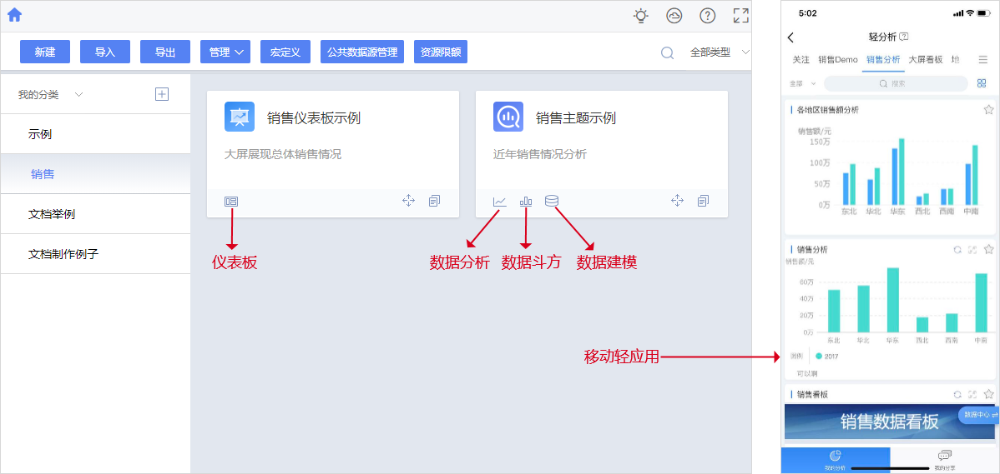 新建 导入 导出 管理 宏定义 公共数据源管理 资源限额 全部类型
我的分类
示例
销售
文档举例
文档制作例子
销售仪表板示例
大屏展现总体销售情况
销售主题示例
近年销售情况分析
仪表板
数据分析 数据斗方 数据建模
移动轻应用
5:02
轻分析
关注 销售Demo 销售分析 大屏看板 地
全部 搜索
各地区销售额分析
销售额/元
150万
100万
50万
0万
东北 华北 华东 西北 西南 中南
销售分析
销售额/元
60万
40万
20万
0万
东北 华北 华东 西北 西南 中南
图例 2017
可以啊
销售看板
销售数据看板
数据中心
我的分析 我的分享